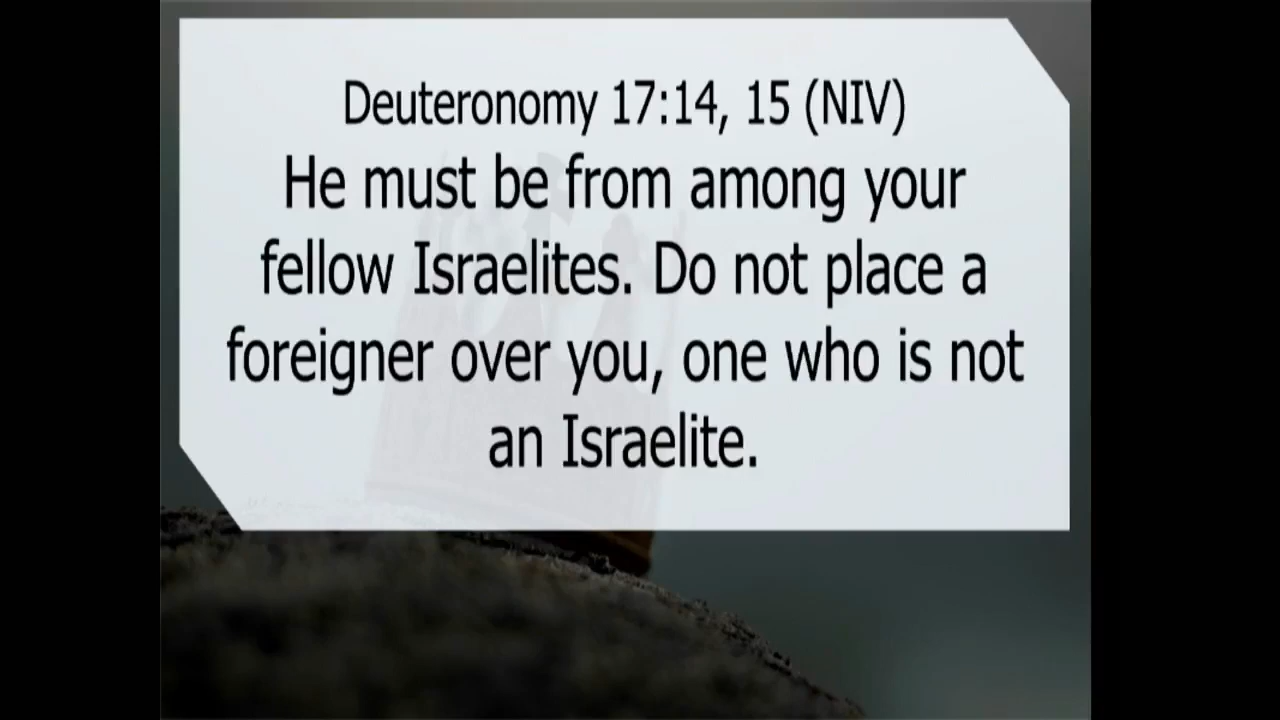 Deuteronomy 17:14, 15 (NIV)
He must be from among your
fellow Israelites. Do not place a
foreigner over you, one who is not
an Israelite.